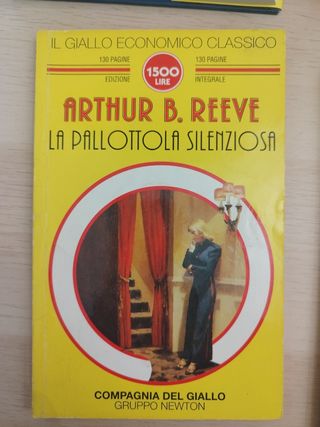 IL GIALLO ECONOMICO CLASSICO
130 PAGINE
EDIZIONE
1500
LIRE
130 PAGINE
INTEGRALE
ARTHUR B. REEVE
LA PALLOTTOLA SILENZIOSA
COMPAGNIA DEL GIALLO
GRUPPO NEWTON